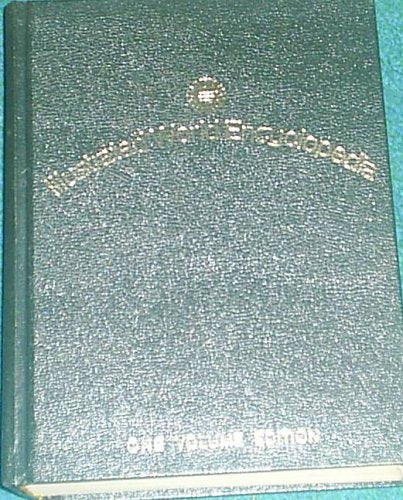 Illustrated World Encyclopedia
ONE VOLUME EDITION